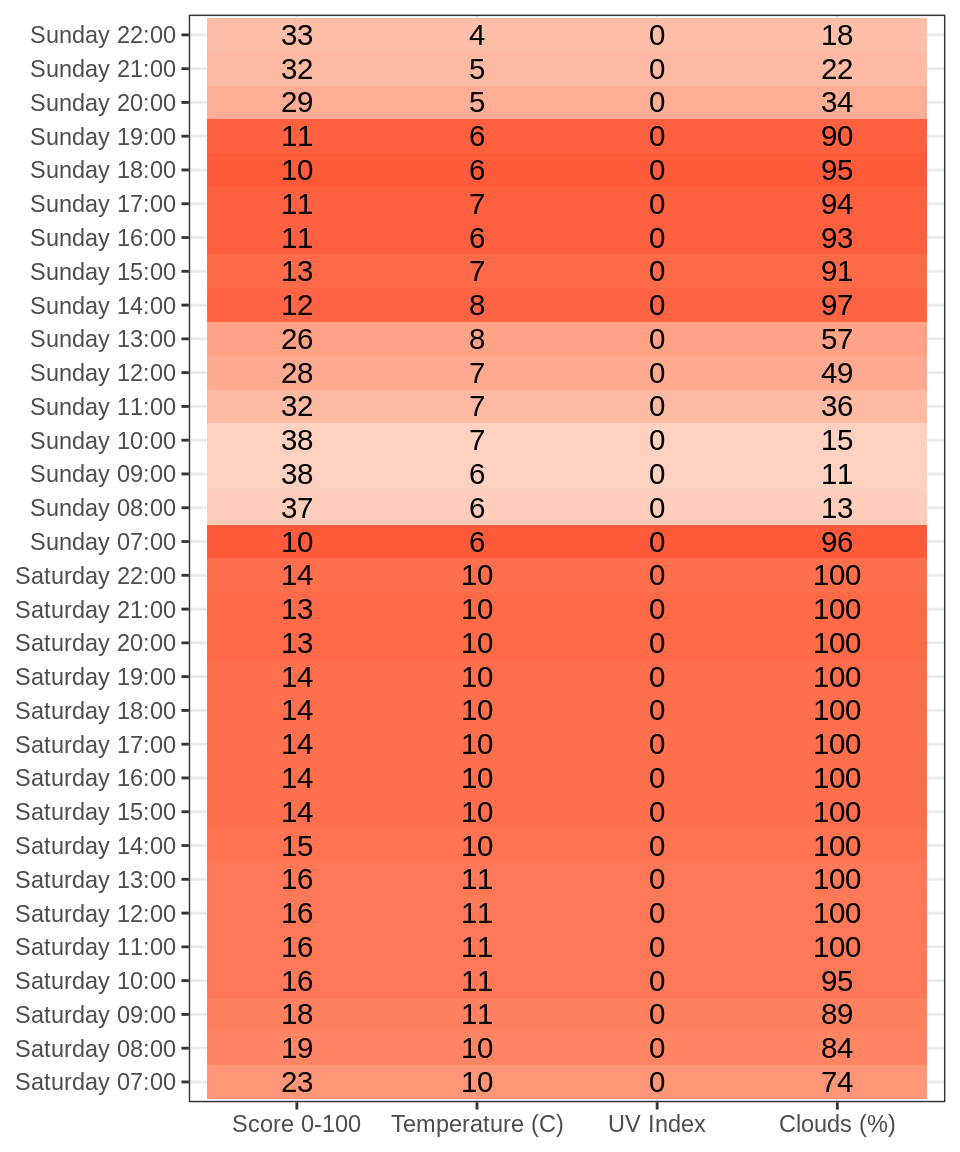 Sunday 22:00 33 4 0 18
Sunday 21:00 32 5 0 22
Sunday 20:00 29 5 0 34
Sunday 19:00 11 6 0 90
Sunday 18:00 10 6 0 95
Sunday 17:00 11 7 0 94
Sunday 16:00 11 6 0 93
Sunday 15:00 13 7 0 91
Sunday 14:00 12 8 0 97
Sunday 13:00 26 8 0 57
Sunday 12:00 28 7 0 49
Sunday 11:00 32 7 0 36
Sunday 10:00 38 7 0 15
Sunday 09:00 38 6 0 11
Sunday 08:00 37 6 0 13
Sunday 07:00 10 6 0 96
Saturday 22:00 14 10 0 100
Saturday 21:00 13 10 0 100
Saturday 20:00 13 10 0 100
Saturday 19:00 14 10 0 100
Saturday 18:00 14 10 0 100
Saturday 17:00 14 10 0 100
Saturday 16:00 14 10 0 100
Saturday 15:00 14 10 0 100
Saturday 14:00 15 10 0 100
Saturday 13:00 16 11 0 100
Saturday 12:00 16 11 0 100
Saturday 11:00 16 11 0 100
Saturday 10:00 16 11 0 95
Saturday 09:00 18 11 0 89
Saturday 08:00 19 10 0 84
Saturday 07:00 23 10 0 74
Score 0-100 Temperature (C) UV Index Clouds (%)